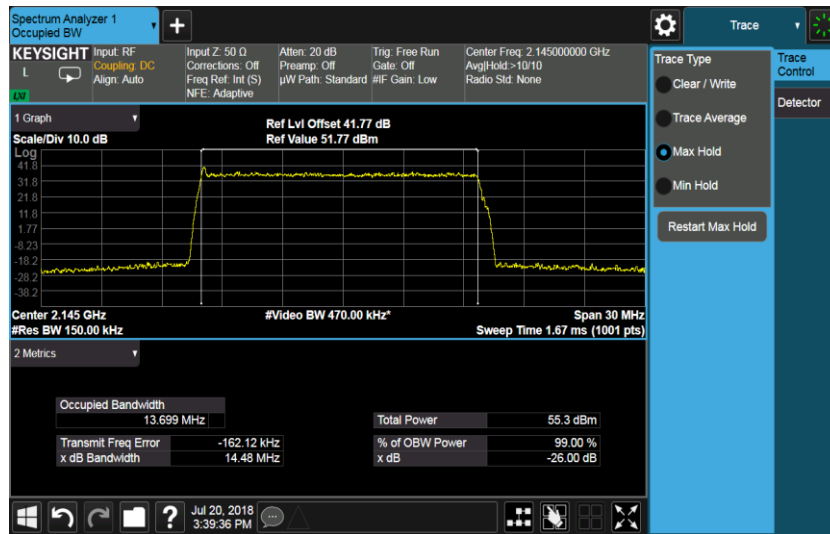 Spectrum Analyzer 1
Occupied BW
+
Trace
KEYSIGHT
L
LXI
Input: RF
Coupling: DC
Align: Auto
Input Z: 50 Ω
Corrections: Off
Freq Ref: Int (S)
NFE: Adaptive
Atten: 20 dB
Preamp: Off
µW Path: Standard
Trig: Free Run
Gate: Off
#IF Gain: Low
Center Freq: 2.145000000 GHz
Avg|Hold:>10/10
Radio Std: None
1 Graph
Scale/Div 10.0 dB
Ref Lvl Offset 41.77 dB
Ref Value 51.77 dBm
Log
41.8
31.8
21.8
11.8
1.77
-8.23
-18.2
-28.2
-38.2
Center 2.145 GHz
#Res BW 150.00 kHz
#Video BW 470.00 kHz*
Span 30 MHz
Sweep Time 1.67 ms (1001 pts)
2 Metrics
Occupied Bandwidth
13.699 MHz
Transmit Freq Error -162.12 kHz
x dB Bandwidth 14.48 MHz
Total Power 55.3 dBm
% of OBW Power 99.00 %
x dB -26.00 dB
?
Jul 20, 2018
3:39:36 PM
Trace Type
Clear / Write
Trace Average
Max Hold
Min Hold
Restart Max Hold
Trace
Control
Detector